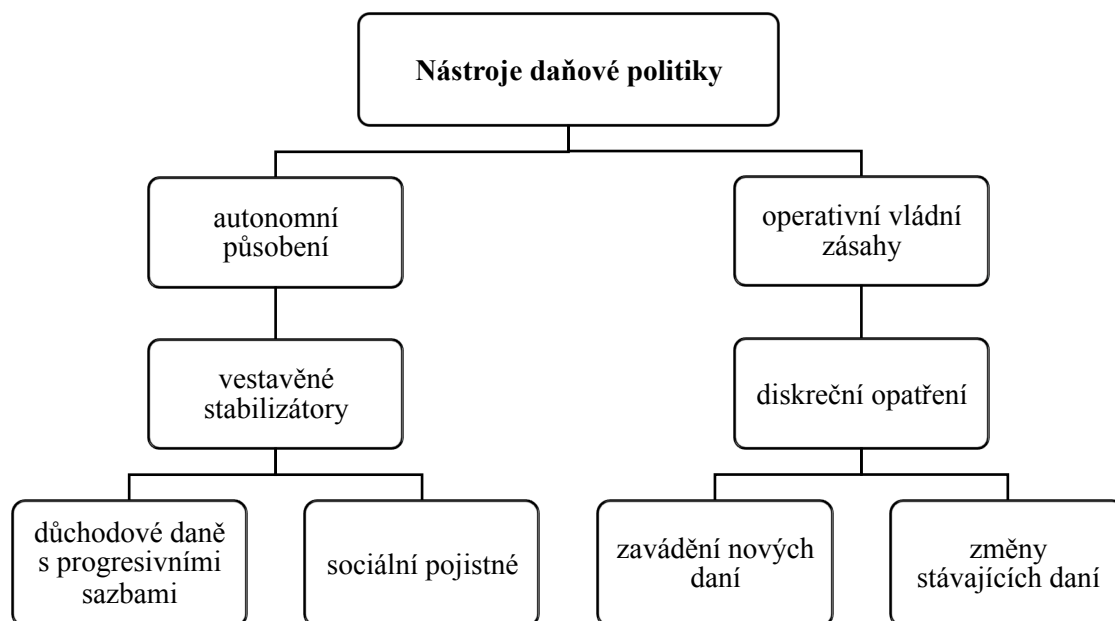 Nástroje daňové politiky
autonomní
působení
operativní vládní
zásahy
vestavěné
stabilizátory
diskreční opatření
důchodové daně
s progresivními
sazbami
sociální pojistné
zavádění nových
daní
změny
stávajících daní